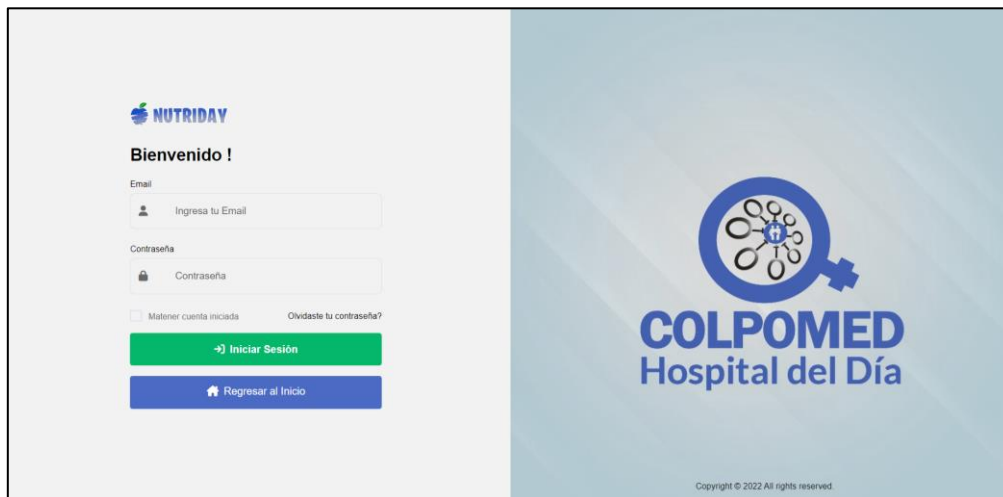 NUTRIDAY
Bienvenido !
Email
Ingresa tu Email
Contraseña
Contraseña
Matener cuenta iniciada
Olvidaste tu contraseña?
Iniciar Sesión
Regresar al Inicio
COLPOMED
Hospital del Día
Copyright © 2022 All rights reserved.